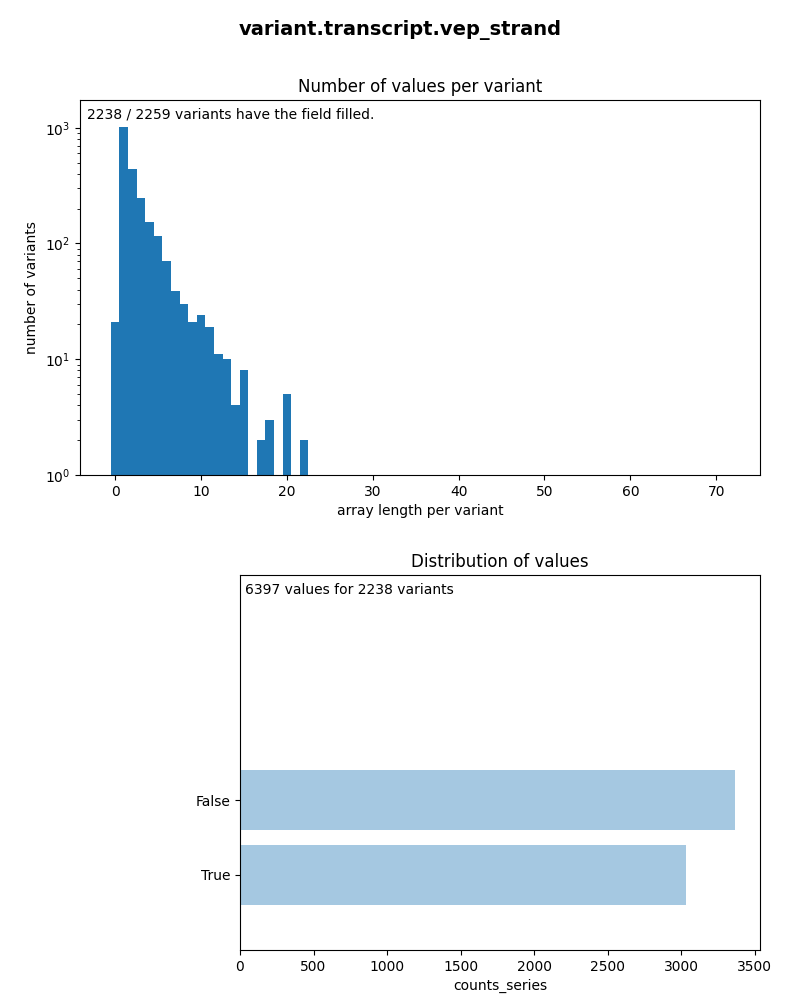 variant.transcript.vep_strand
Number of values per variant
2238 / 2259 variants have the field filled.
10³
10²
10¹
10⁰
number of variants
0 10 20 30 40 50 60 70
array length per variant
Distribution of values
6397 values for 2238 variants
False
True
0 500 1000 1500 2000 2500 3000 3500
counts_series